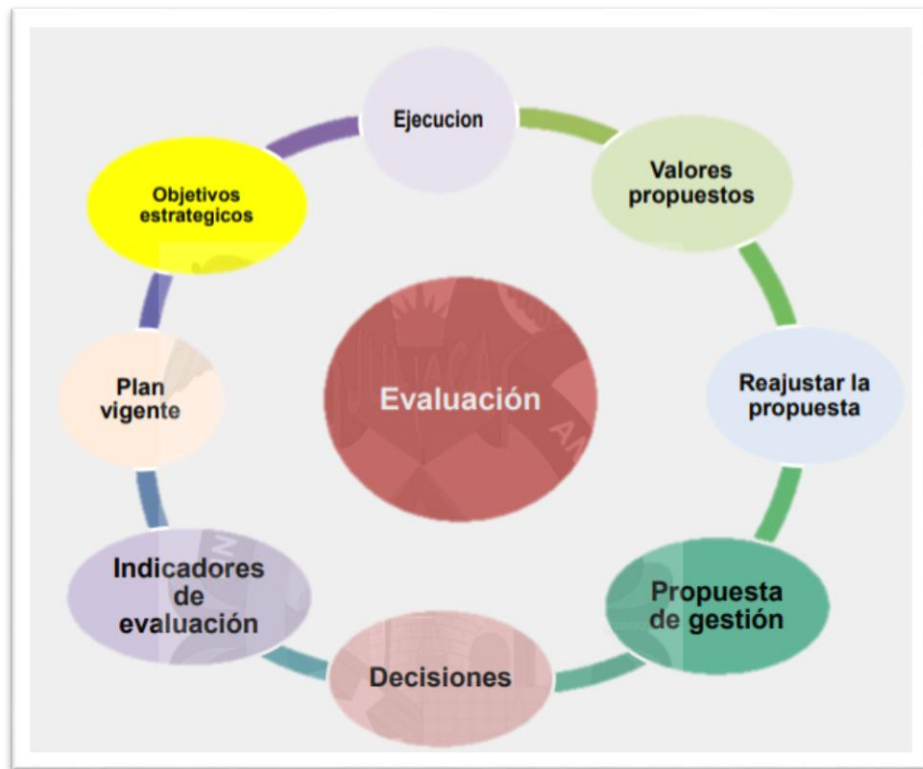 Ejecucion
Valores
propuestos
Objetivos
estrategicos
Evaluación
Plan
vigente
Reajustar la
propuesta
Indicadores
de
evaluación
Propuesta
de gestión
Decisiones